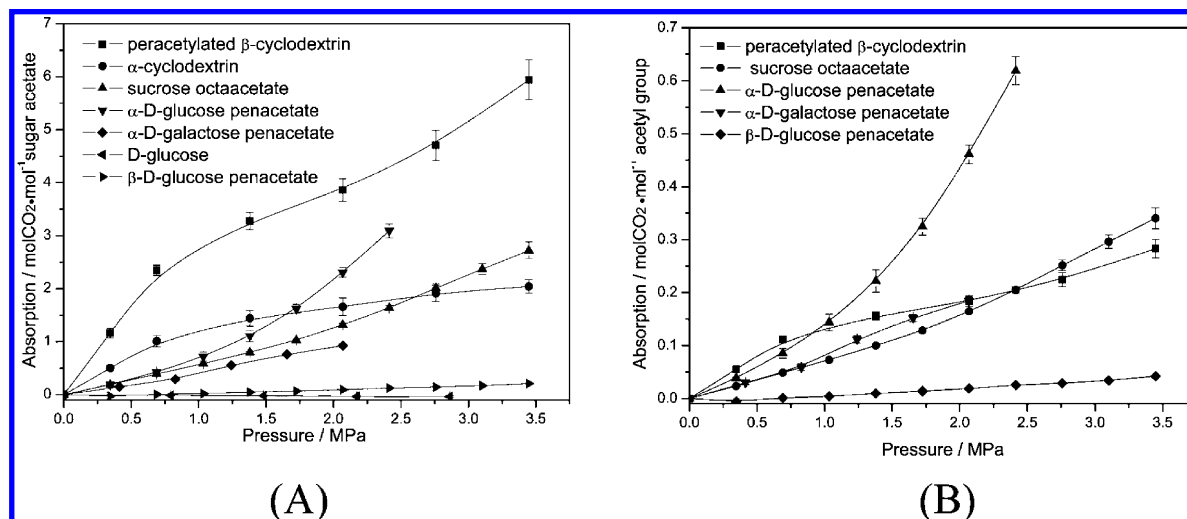 7
6
5
4
3
2
1
0
Absorption / molCO2•mol-1 sugar acetate
peracetylated β-cyclodextrin
α-cyclodextrin
sucrose octaacetate
α-D-glucose penacetate
α-D-galactose penacetate
D-glucose
β-D-glucose penacetate
0.0 0.5 1.0 1.5 2.0 2.5 3.0 3.5
Pressure / MPa
(A)
0.7
0.6
0.5
0.4
0.3
0.2
0.1
0.0
Absorption / molCO2•mol-1 acetyl group
peracetylated β-cyclodextrin
sucrose octaacetate
α-D-glucose penacetate
α-D-galactose penacetate
β-D-glucose penacetate
0.0 0.5 1.0 1.5 2.0 2.5 3.0 3.5
Pressure / MPa
(B)